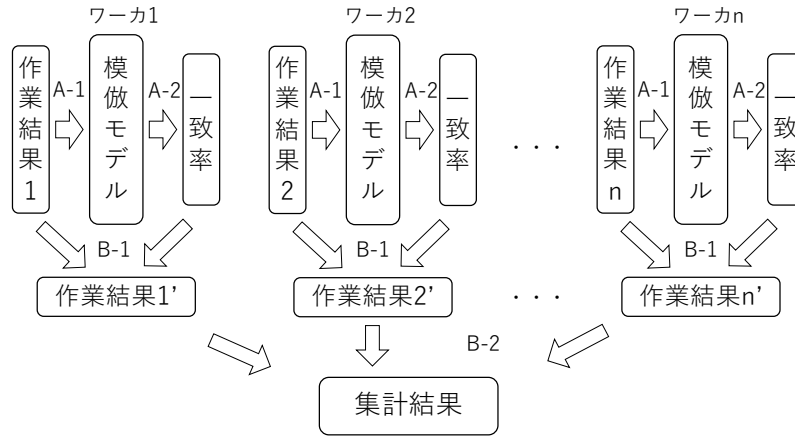 ワーカ1
ワーカ2
ワーカn
作業結果1
A-1
模倣モデル
A-2
一致率
作業結果2
A-1
模倣モデル
A-2
一致率
・・・
作業結果n
A-1
模倣モデル
A-2
一致率
B-1
B-1
B-1
作業結果1’
作業結果2’
・・・
作業結果n’
B-2
集計結果